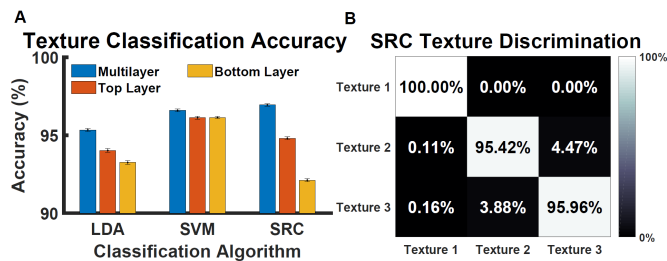 A
Texture Classification Accuracy
100
95
90
Accuracy (%)
Multilayer
Bottom Layer
Top Layer
LDA SVM SRC
Classification Algorithm
B
SRC Texture Discrimination
Texture 1 100.00% 0.00% 0.00%
Texture 2 0.11% 95.42% 4.47%
Texture 3 0.16% 3.88% 95.96%
Texture 1 Texture 2 Texture 3
100%
0%